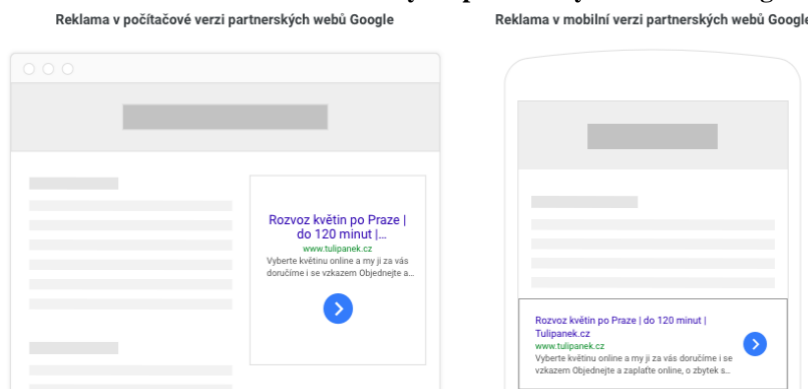 Reklama v počítačové verzi partnerských webů Google
Rozvoz květin po Praze |
do 120 minut |...
www.tulipanek.cz
Vyberte květinu online a my ji za vás
doručíme i se vzkazem Objednejte a...
Reklama v mobilní verzi partnerských webů Google
Rozvoz květin po Praze | do 120 minut |
Tulipanek.cz
www.tulipanek.cz
Vyberte květinu online a my ji za vás doručíme i se
vzkazem Objednejte a zaplaťte online, o zbytek s...